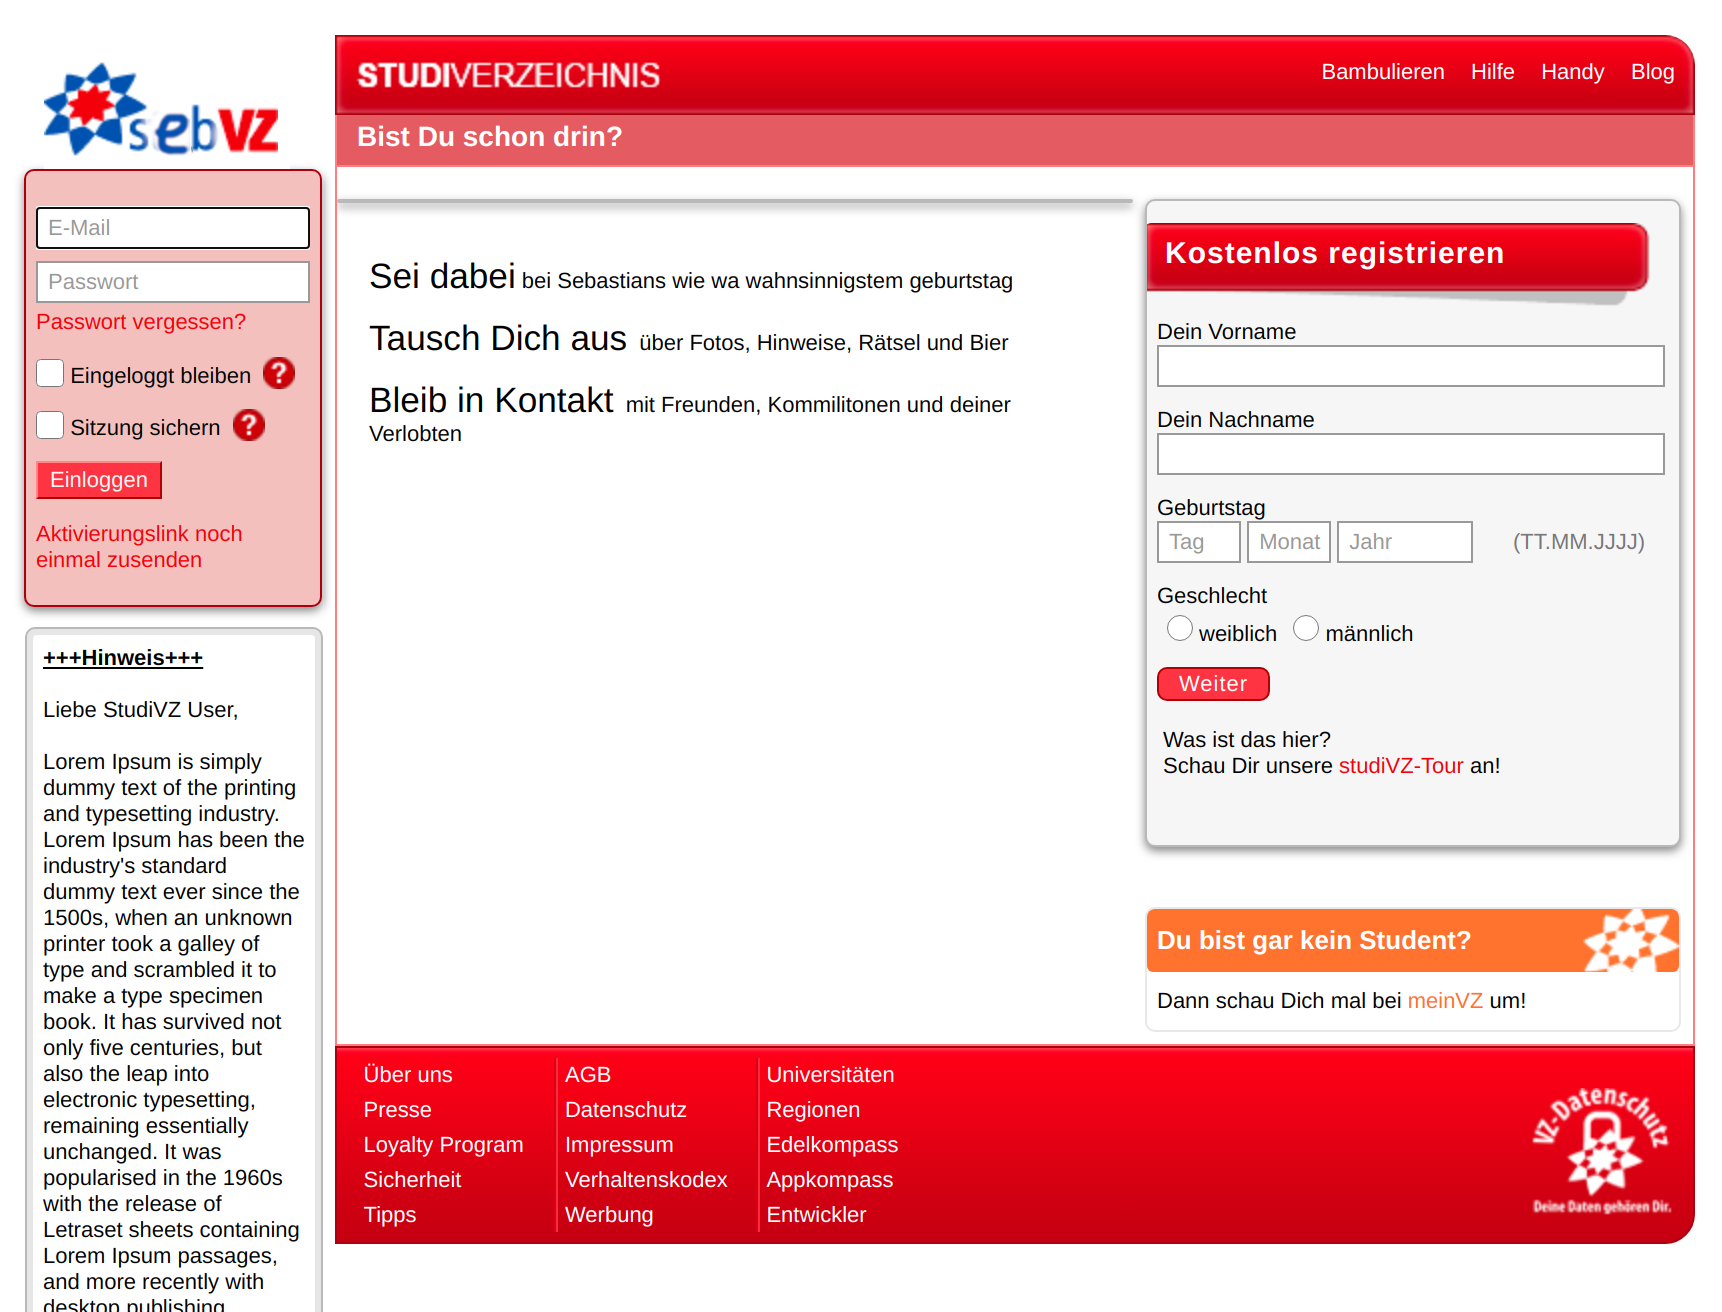 sebVZ
STUDIVERZEICHNIS
Bambulieren Hilfe Handy Blog
Bist Du schon drin?
E-Mail
Passwort
Passwort vergessen?
Eingeloggt bleiben ?
Sitzung sichern ?
Einloggen
Aktivierungslink noch
einmal zusenden
+++Hinweis+++
Liebe StudiVZ User,
Lorem Ipsum is simply
dummy text of the printing
and typesetting industry.
Lorem Ipsum has been the
industry's standard
dummy text ever since the
1500s, when an unknown
printer took a galley of
type and scrambled it to
make a type specimen
book. It has survived not
only five centuries, but
also the leap into
electronic typesetting,
remaining essentially
unchanged. It was
popularised in the 1960s
with the release of
Letraset sheets containing
Lorem Ipsum passages,
and more recently with
desktop publishing
Sei dabei bei Sebastians wie wa wahnsinnigstem geburtstag
Tausch Dich aus über Fotos, Hinweise, Rätsel und Bier
Bleib in Kontakt mit Freunden, Kommilitonen und deiner
Verlobten
Kostenlos registrieren
Dein Vorname
Dein Nachname
Geburtstag
Tag Monat Jahr (TT.MM.JJJJ)
Geschlecht
weiblich männlich
Weiter
Was ist das hier?
Schau Dir unsere studiVZ-Tour an!
Du bist gar kein Student?
Dann schau Dich mal bei meinVZ um!
Über uns
Presse
Loyalty Program
Sicherheit
Tipps
AGB
Datenschutz
Impressum
Verhaltenskodex
Werbung
Universitäten
Regionen
Edelkompass
Appkompass
Entwickler
VZ-Datenschutz
Deine Daten gehören Dir.